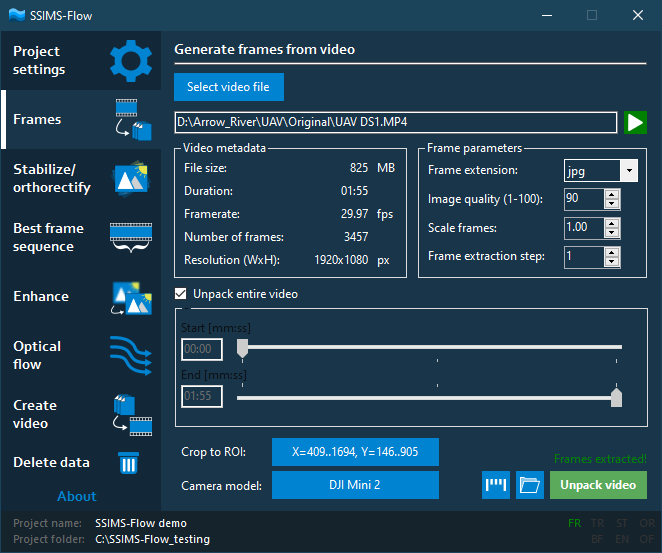 SSIMS-Flow
Project
settings
Frames
Stabilize/
orthorectify
Best frame
sequence
Enhance
Optical
flow
Create
video
Delete data
About
Generate frames from video
Select video file
D:\Arrow_River\UAV\Original\UAV DS1.MP4
Video metadata
File size: 825 MB
Duration: 01:55
Framerate: 29.97 fps
Number of frames: 3457
Resolution (WxH): 1920x1080 px
Frame parameters
Frame extension: jpg
Image quality (1-100): 90
Scale frames: 1.00
Frame extraction step: 1
Unpack entire video
Start [mm:ss]
00:00
End [mm:ss]
01:55
Crop to ROI: X=409..1694, Y=146..905
Camera model: DJI Mini 2
Frames extracted!
Unpack video
Project name: SSIMS-Flow demo
Project folder: C:\SSIMS-Flow_testing
FR TR ST OR
BF EN OF